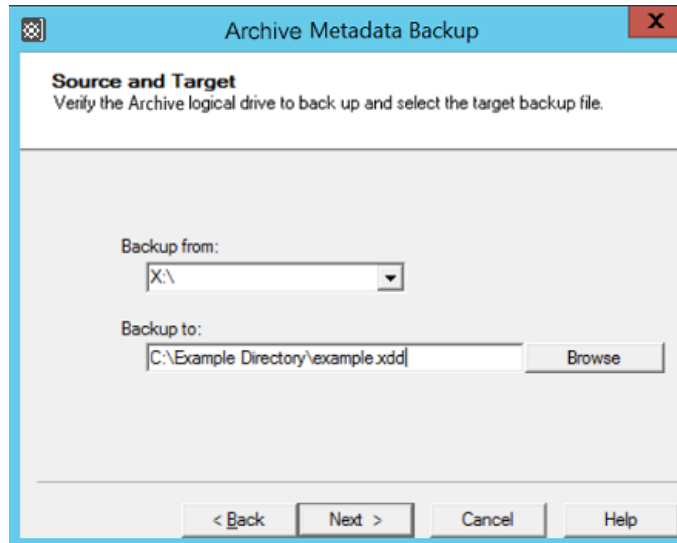 Archive Metadata Backup
X
Source and Target
Verify the Archive logical drive to back up and select the target backup file.
Backup from:
X:\
Backup to:
C:\Example Directory\example.xdd
Browse
< Back
Next >
Cancel
Help